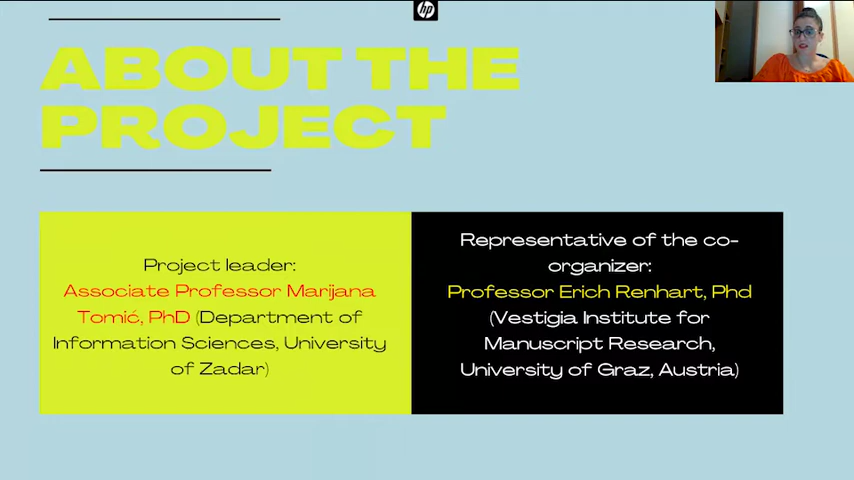 hp
ABOUT THE
PROJECT
Project leader:
Associate Professor Marijana
Tomić, PhD (Department of
Information Sciences, University
of Zadar)
Representative of the co-
organizer:
Professor Erich Renhart, Phd
(Vestigia Institute for
Manuscript Research,
University of Graz, Austria)